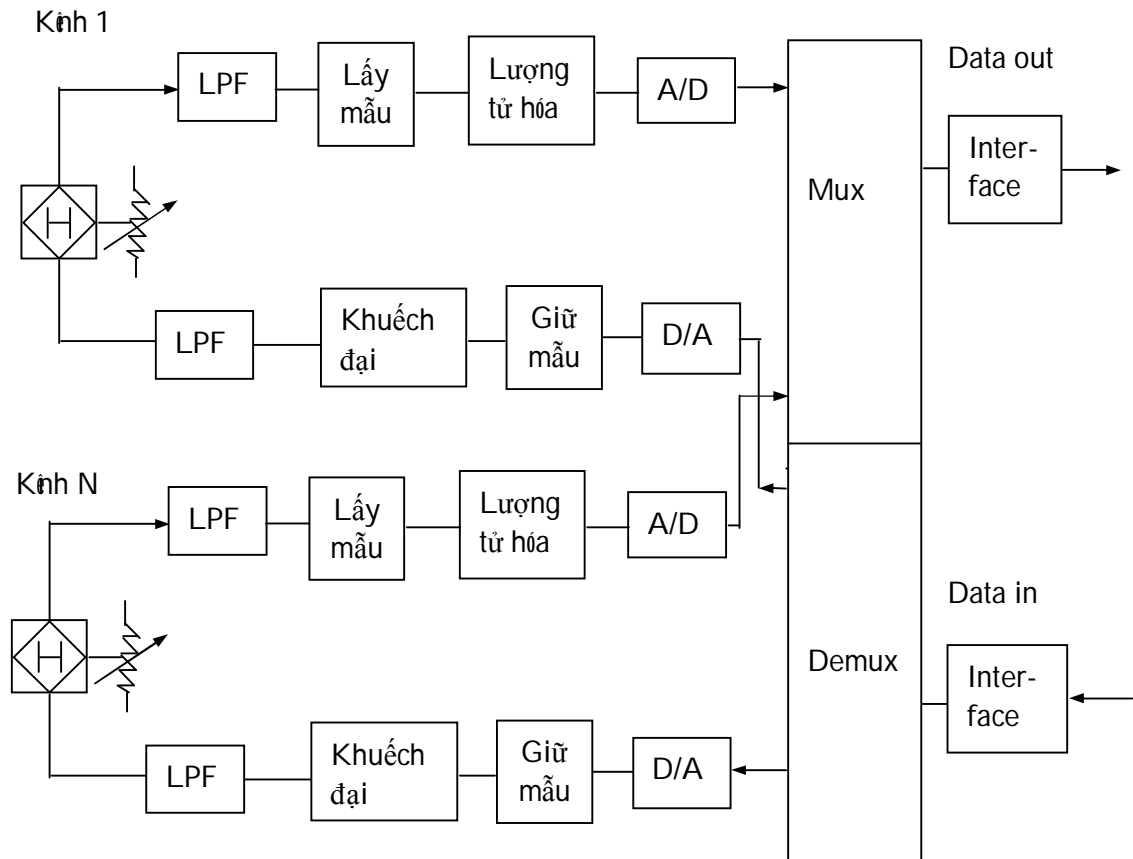 Kênh 1
LPF
Lấy
mẫu
Lượng
tử hóa
A/D
Mux
Data out
Inter-
face
H
LPF
Khuếch
đại
Giữ
mẫu
D/A
Kênh N
LPF
Lấy
mẫu
Lượng
tử hóa
A/D
Demux
Data in
Inter-
face
H
LPF
Khuếch
đại
Giữ
mẫu
D/A